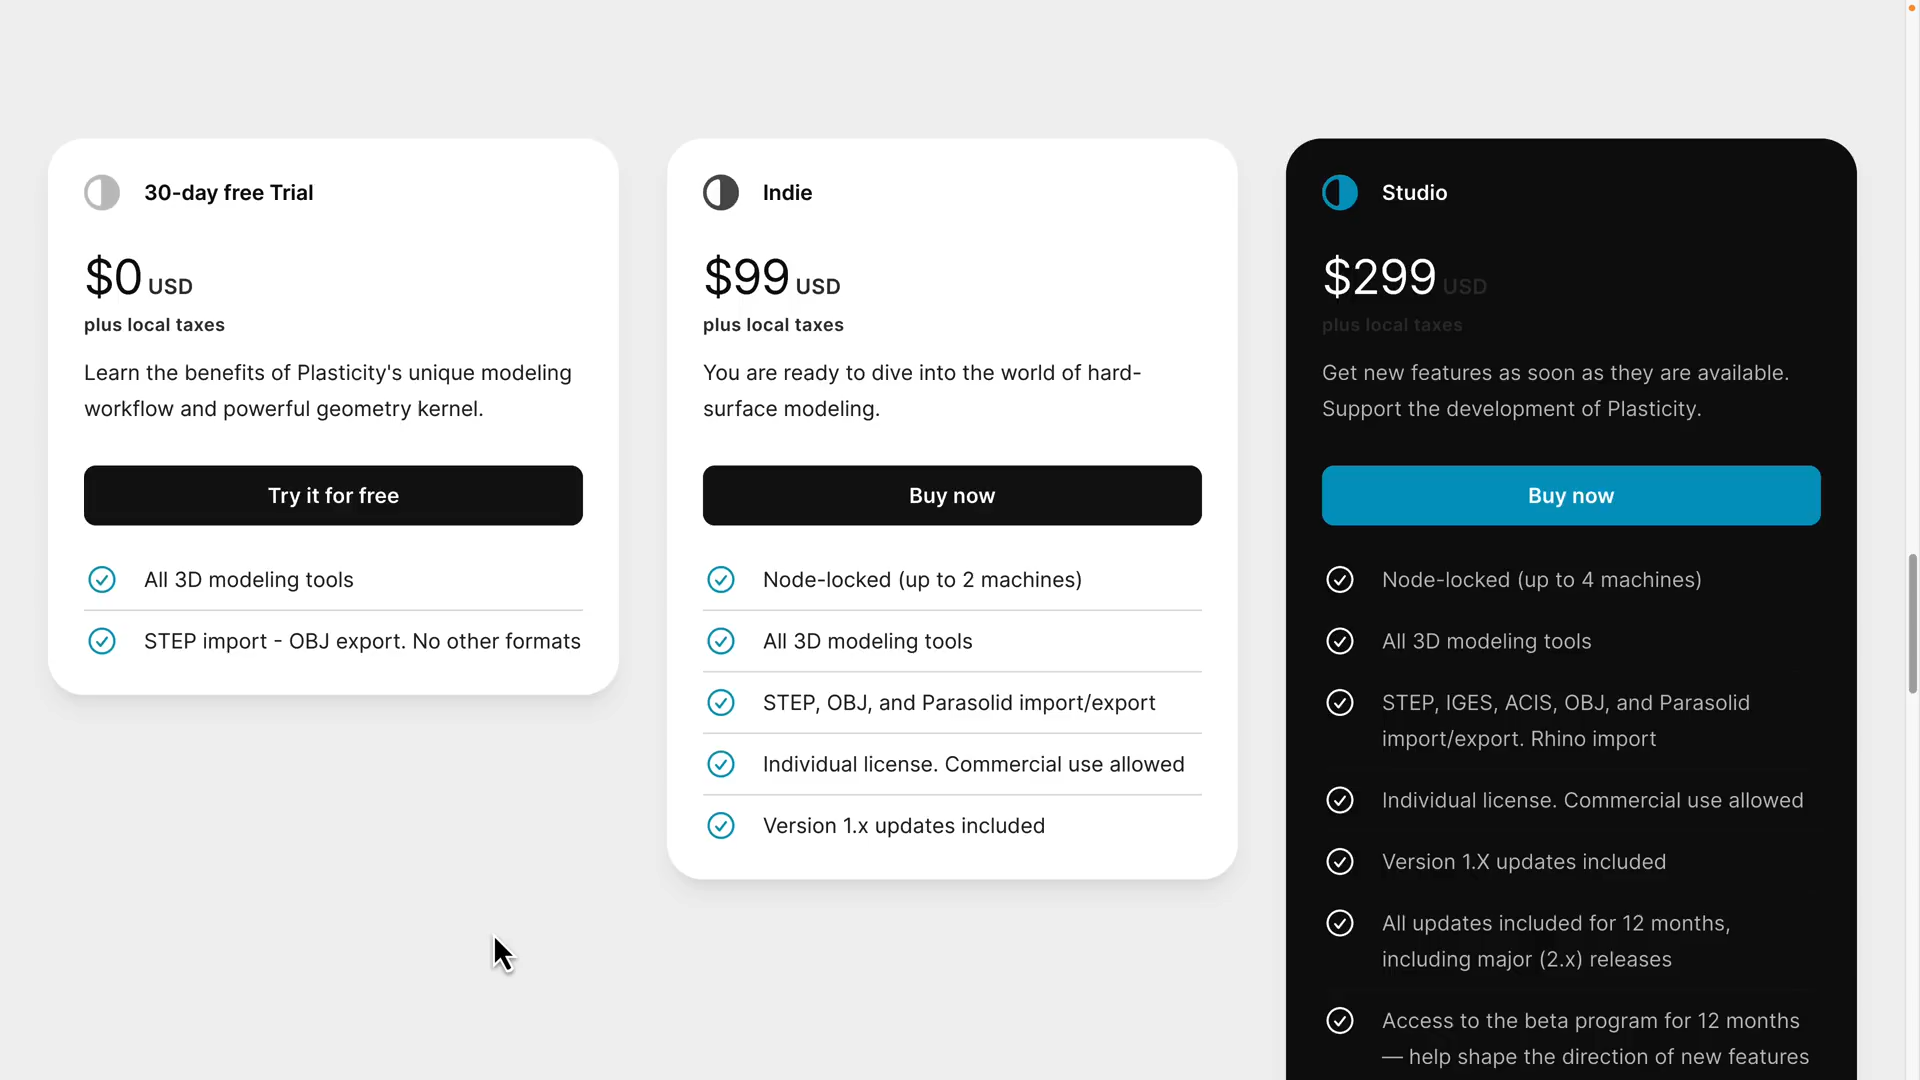 30-day free Trial
$0 USD
plus local taxes
Learn the benefits of Plasticity's unique modeling
workflow and powerful geometry kernel.
Try it for free
All 3D modeling tools
STEP import - OBJ export. No other formats
Indie
$99 USD
plus local taxes
You are ready to dive into the world of hard-
surface modeling.
Buy now
Node-locked (up to 2 machines)
All 3D modeling tools
STEP, OBJ, and Parasolid import/export
Individual license. Commercial use allowed
Version 1.x updates included
Studio
$299 USD
plus local taxes
Get new features as soon as they are available.
Support the development of Plasticity.
Buy now
Node-locked (up to 4 machines)
All 3D modeling tools
STEP, IGES, ACIS, OBJ, and Parasolid
import/export. Rhino import
Individual license. Commercial use allowed
Version 1.X updates included
All updates included for 12 months,
including major (2.x) releases
Access to the beta program for 12 months
— help shape the direction of new features